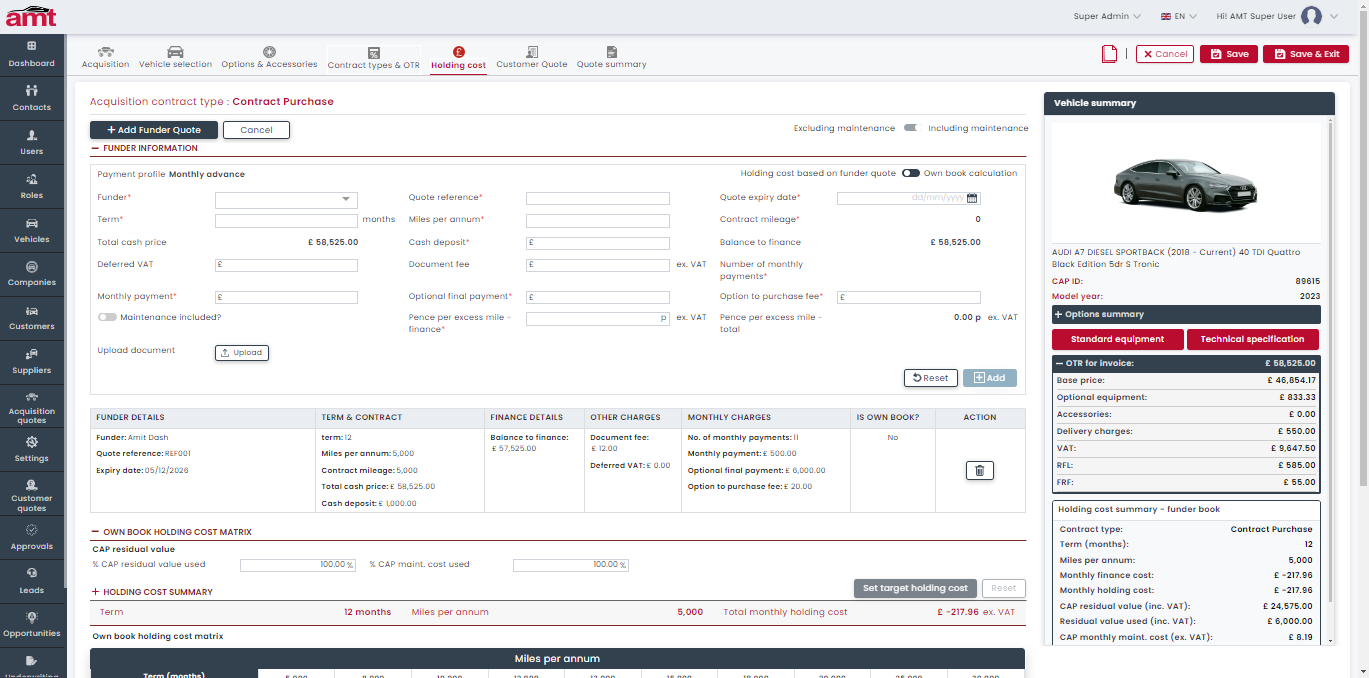 amt
Super Admin
EN
Hi! AMT Super User
Dashboard
Contacts
Users
Roles
Vehicles
Companies
Customers
Suppliers
Acquisition quotes
Settings
Customer quotes
Approvals
Leads
Opportunities
Underwriting
Acquisition
Vehicle selection
Options & Accessories
Contract types & OTR
Holding cost
Customer Quote
Quote summary
Cancel
Save
Save & Exit
Acquisition contract type : Contract Purchase
+ Add Funder Quote
Cancel
Excluding maintenance
Including maintenance
FUNDER INFORMATION
Payment profile Monthly advance
Holding cost based on funder quote
Own book calculation
Funder*
Quote reference*
Quote expiry date*
dd/mm/yyyy
Term*
months
Miles per annum*
Contract mileage*
0
Total cash price
£ 58,525.00
Cash deposit*
£
Balance to finance
£ 58,525.00
Deferred VAT
£
Document fee
£
ex. VAT
Number of monthly payments*
Monthly payment*
£
Optional final payment*
£
Option to purchase fee*
£
Maintenance included?
Pence per excess mile - finance*
p
ex. VAT
Pence per excess mile - total
0.00 p ex. VAT
Upload document
Upload
Reset
Add
FUNDER DETAILS
TERM & CONTRACT
FINANCE DETAILS
OTHER CHARGES
MONTHLY CHARGES
IS OWN BOOK?
ACTION
Funder: Amit Dash
Quote reference: REF001
Expiry date: 05/12/2026
term: 12
Miles per annum: 5,000
Contract mileage: 5,000
Total cash price: £ 58,525.00
Cash deposit: £ 1,000.00
Balance to finance:
£ 57,525.00
Document fee:
£ 12.00
Deferred VAT: £ 0.00
No. of monthly payments: 11
Monthly payment: £ 500.00
Optional final payment: £ 6,000.00
Option to purchase fee: £ 20.00
No
OWN BOOK HOLDING COST MATRIX
CAP residual value
% CAP residual value used
100.00 %
% CAP maint. cost used
100.00 %
+ HOLDING COST SUMMARY
Set target holding cost
Reset
Term
12 months
Miles per annum
5,000
Total monthly holding cost
£ -217.96 ex. VAT
Own book holding cost matrix
Miles per annum
Term (months)
5,000
8,000
10,000
12,000
Vehicle summary
AUDI A7 DIESEL SPORTBACK (2018 - Current) 40 TDI Quattro
Black Edition 5dr S Tronic
CAP ID:
89615
Model year:
2023
+ Options summary
Standard equipment
Technical specification
OTR for invoice:
£ 58,525.00
Base price:
£ 46,854.17
Optional equipment:
£ 833.33
Accessories:
£ 0.00
Delivery charges:
£ 550.00
VAT:
£ 9,647.50
RFL:
£ 585.00
FRF:
£ 55.00
Holding cost summary - funder book
Contract type:
Contract Purchase
Term (months):
12
Miles per annum:
5,000
Monthly finance cost:
£ -217.96
Monthly holding cost:
£ -217.96
CAP residual value (inc. VAT):
£ 24,575.00
Residual value used (inc. VAT):
£ 6,000.00
CAP monthly maint. cost (ex. VAT):
£ 8.19